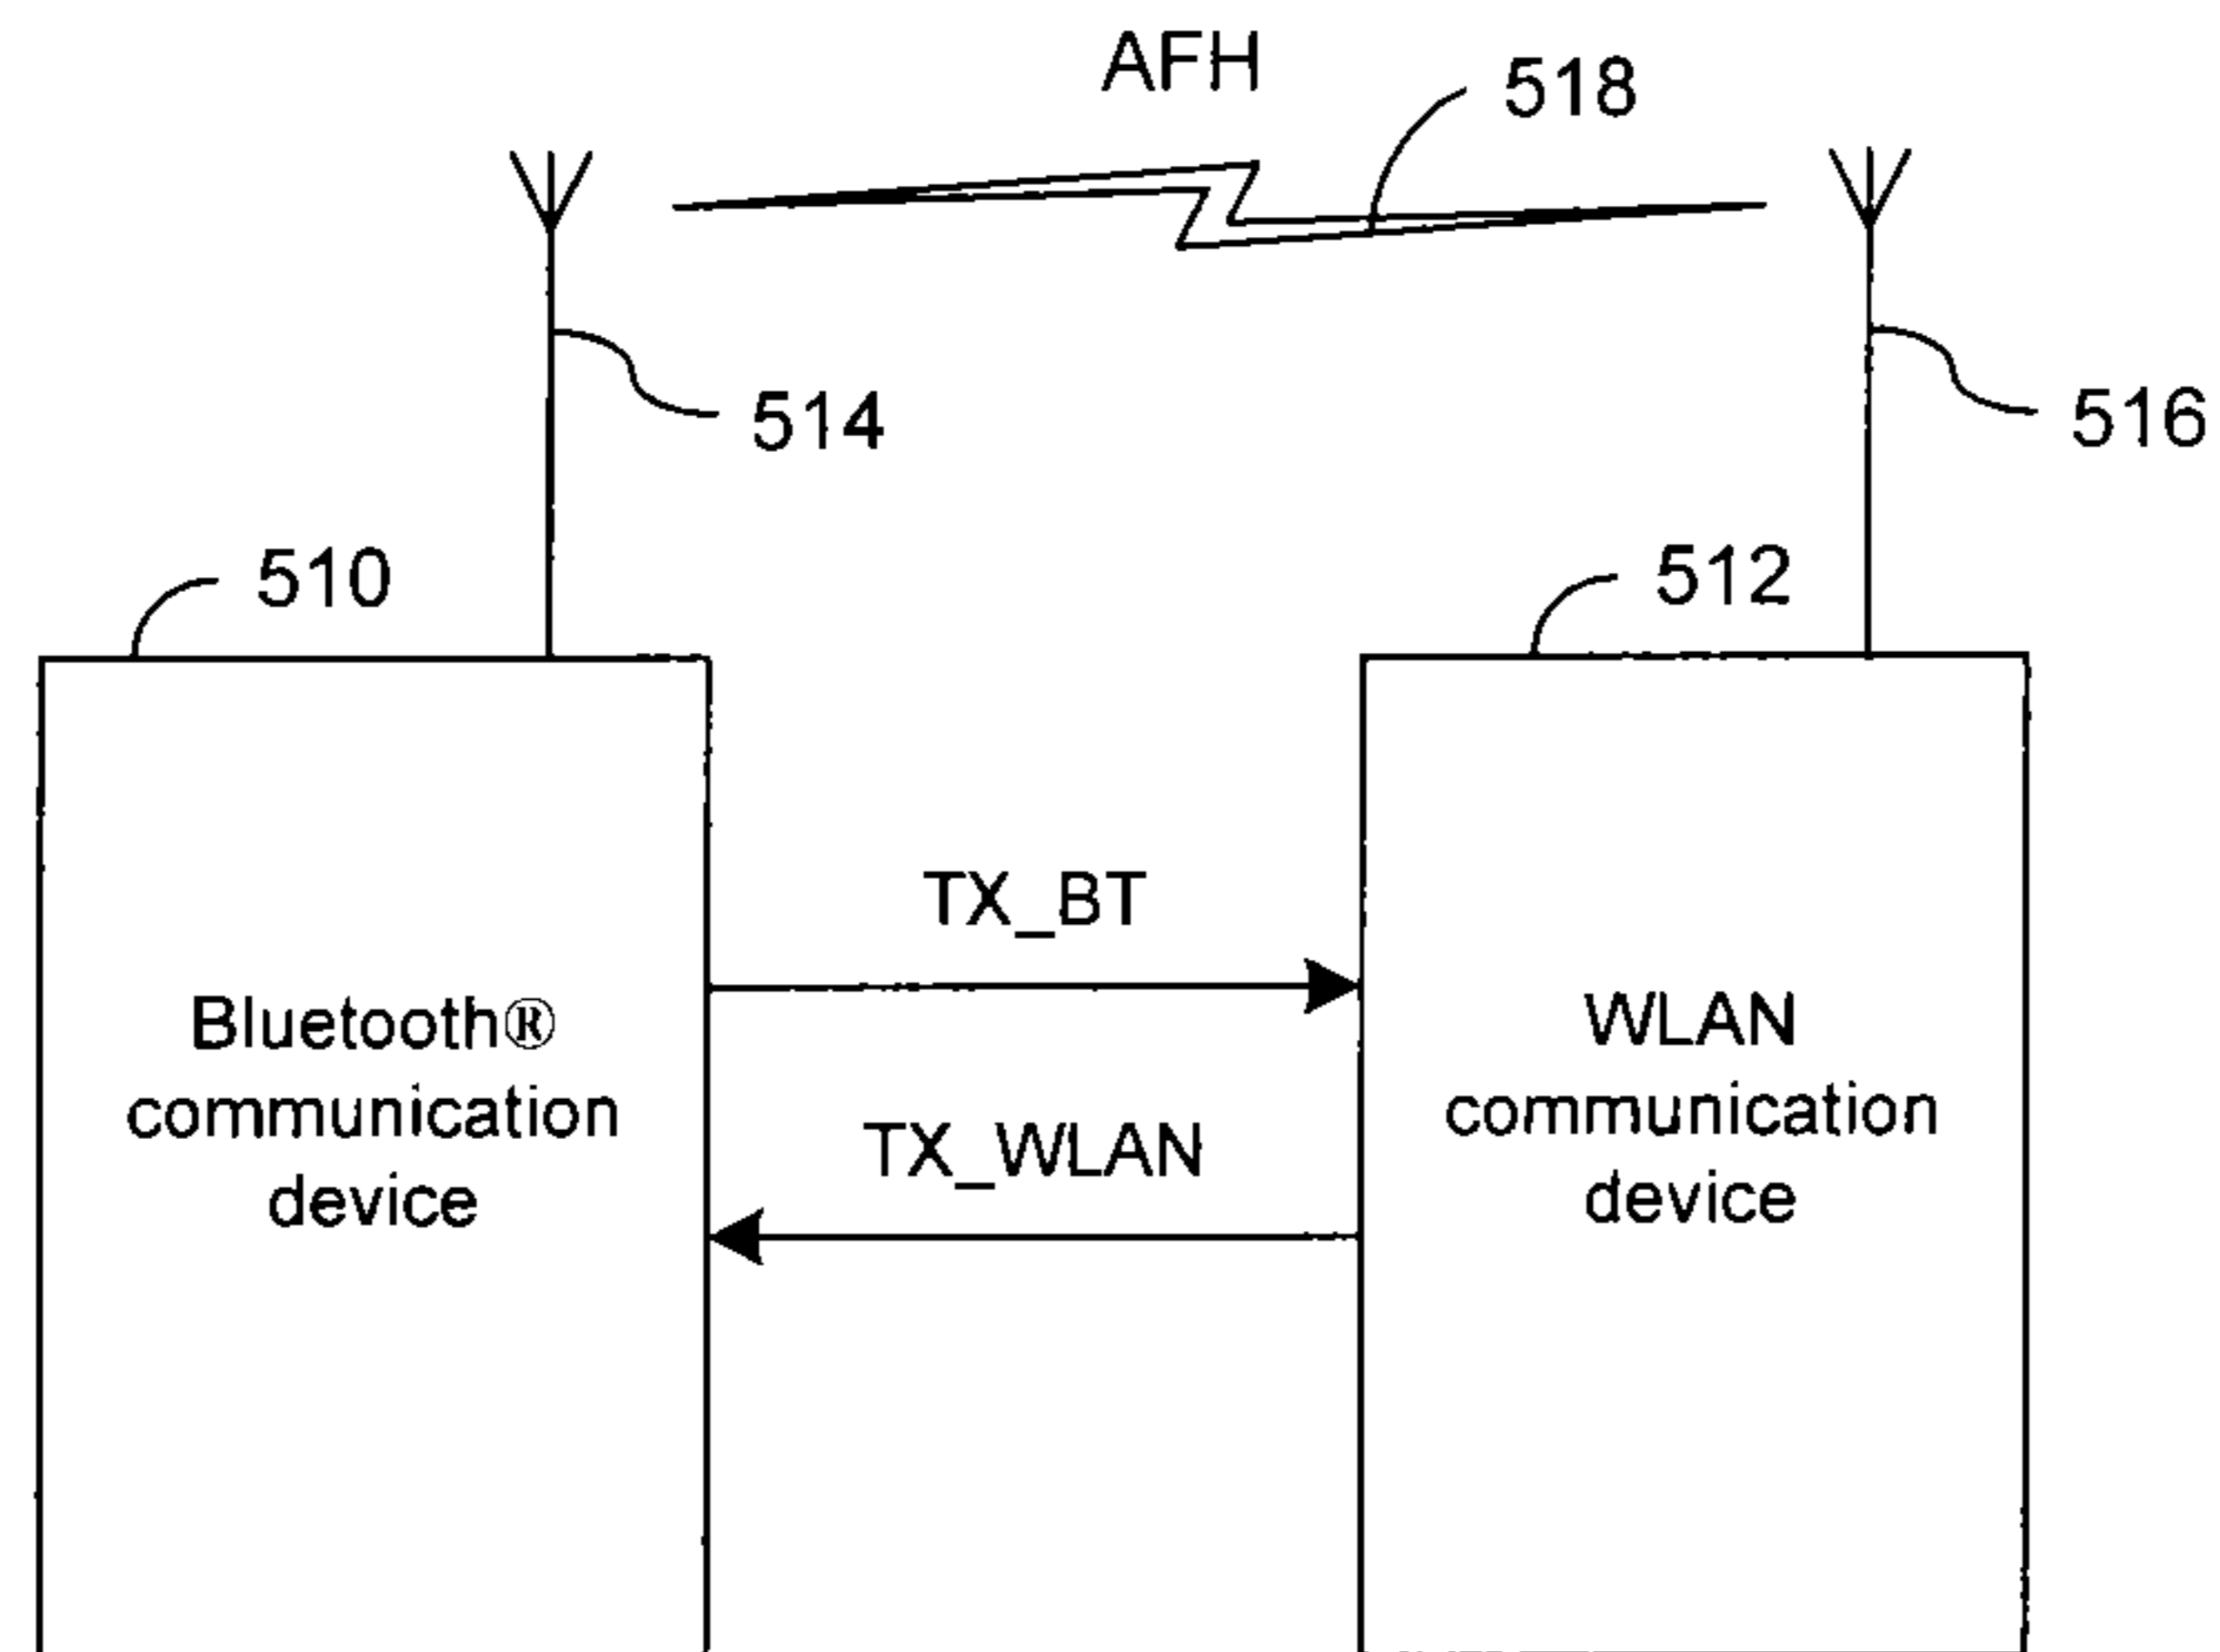 AFH
518
514
516
510
512
TX_BT
Bluetooth®
communication
device
WLAN
communication
device
TX_WLAN